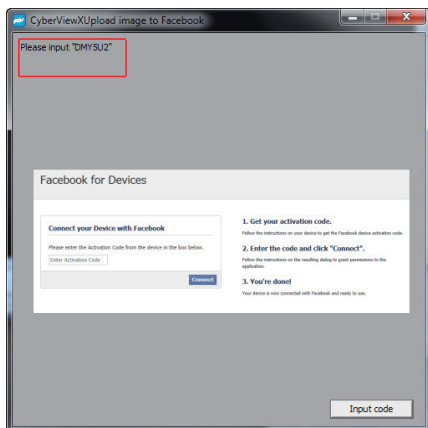 CyberViewXUpload image to Facebook
Please input "DMY5U2"
Facebook for Devices
Connect your Device with Facebook
Please enter the Activation Code from the device in the box below.
Enter Activation Code
Connect
1. Get your activation code.
Follow the instructions on your device to get the Facebook device activation code.
2. Enter the code and click "Connect".
Follow the instructions on the resulting dialog to grant permissions to the
application.
3. You're done!
Your device is now connected with Facebook and ready to use.
Input code